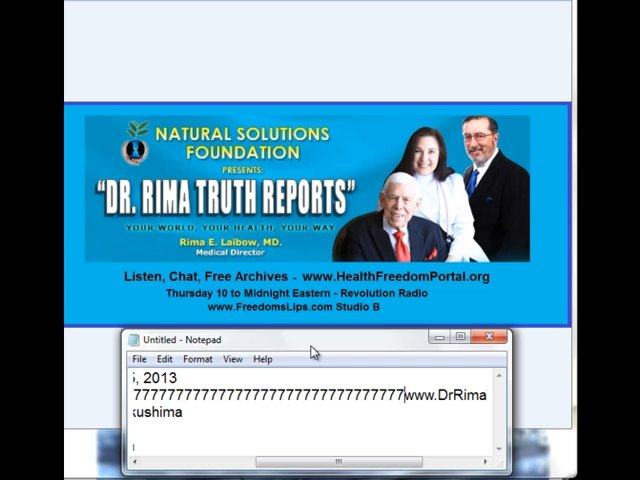 NATURAL SOLUTIONS
FOUNDATION
PRESENTS:
"DR. RIMA TRUTH REPORTS"
YOUR WORLD, YOUR HEALTH, YOUR WAY
Rima E. Laibow, MD.
Medical Director
Listen, Chat, Free Archives - www.HealthFreedomPortal.org
Thursday 10 to Midnight Eastern - Revolution Radio
www.FreedomsLips.com Studio B
Untitled - Notepad
File Edit Format View Help
, 2013
www.DrRima
kushima